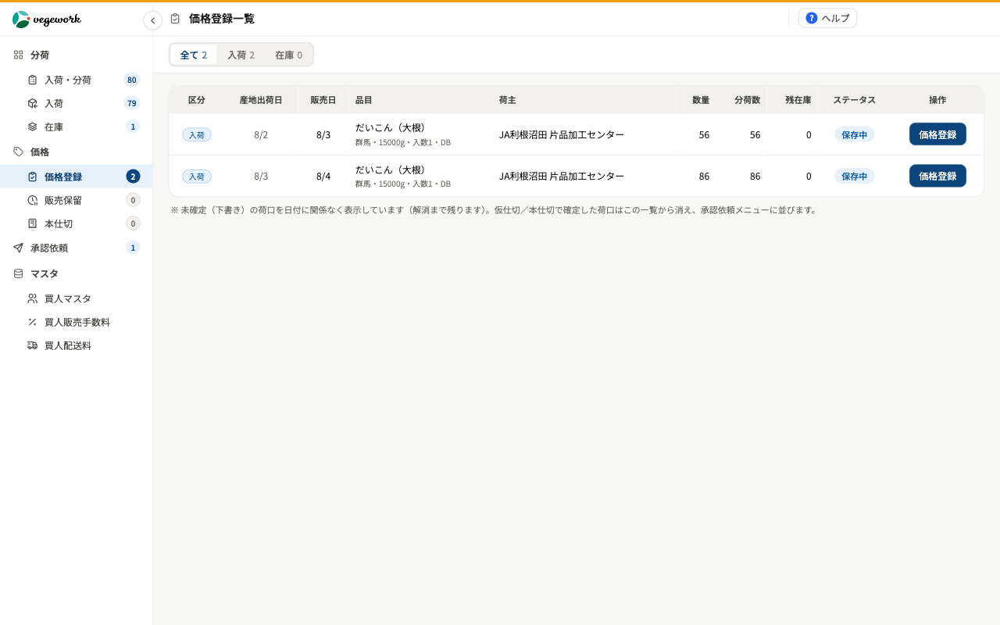 vegework
価格登録一覧
? ヘルプ
分荷
入荷・分荷 80
入荷 79
在庫 1
価格
価格登録 2
販売保留 0
本仕切 0
承認依頼 1
マスタ
買人マスタ
買人販売手数料
買人配送料
全て 2 入荷 2 在庫 0
区分 産地出荷日 販売日 品目 荷主 数量 分荷数 残在庫 ステータス 操作
入荷 8/2 8/3 だいこん（大根） JA利根沼田 片品加工センター 56 56 0 保存中 価格登録
群馬・15000g・入数1・DB
入荷 8/3 8/4 だいこん（大根） JA利根沼田 片品加工センター 86 86 0 保存中 価格登録
群馬・15000g・入数1・DB
※ 未確定（下書き）の荷口を日付に関係なく表示しています（解消まで残ります）。仮仕切／本仕切で確定した荷口はこの一覧から消え、承認依頼メニューに並びます。